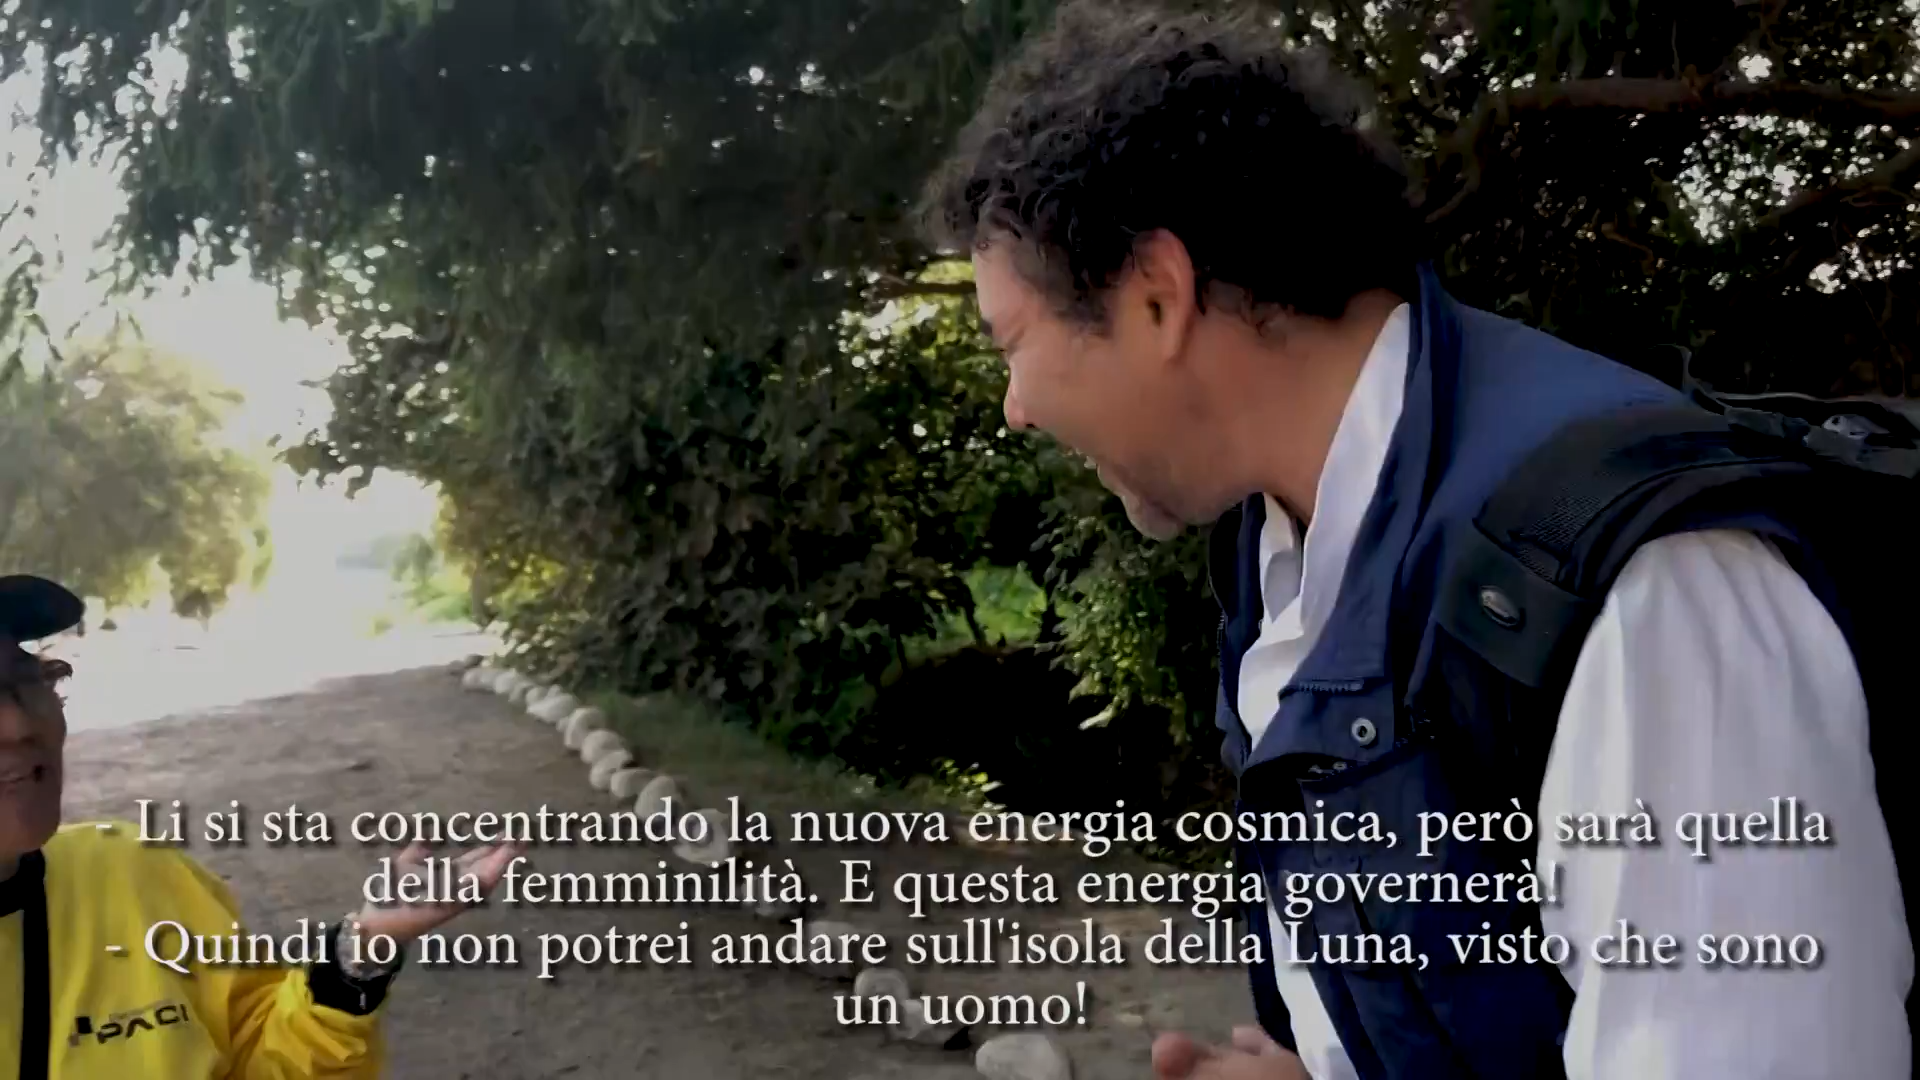 - Li si sta concentrando la nuova energia cosmica, però sarà quella
della femminilità. E questa energia governerà!
- Quindi io non potrei andare sull'isola della Luna, visto che sono
un uomo!
PACI